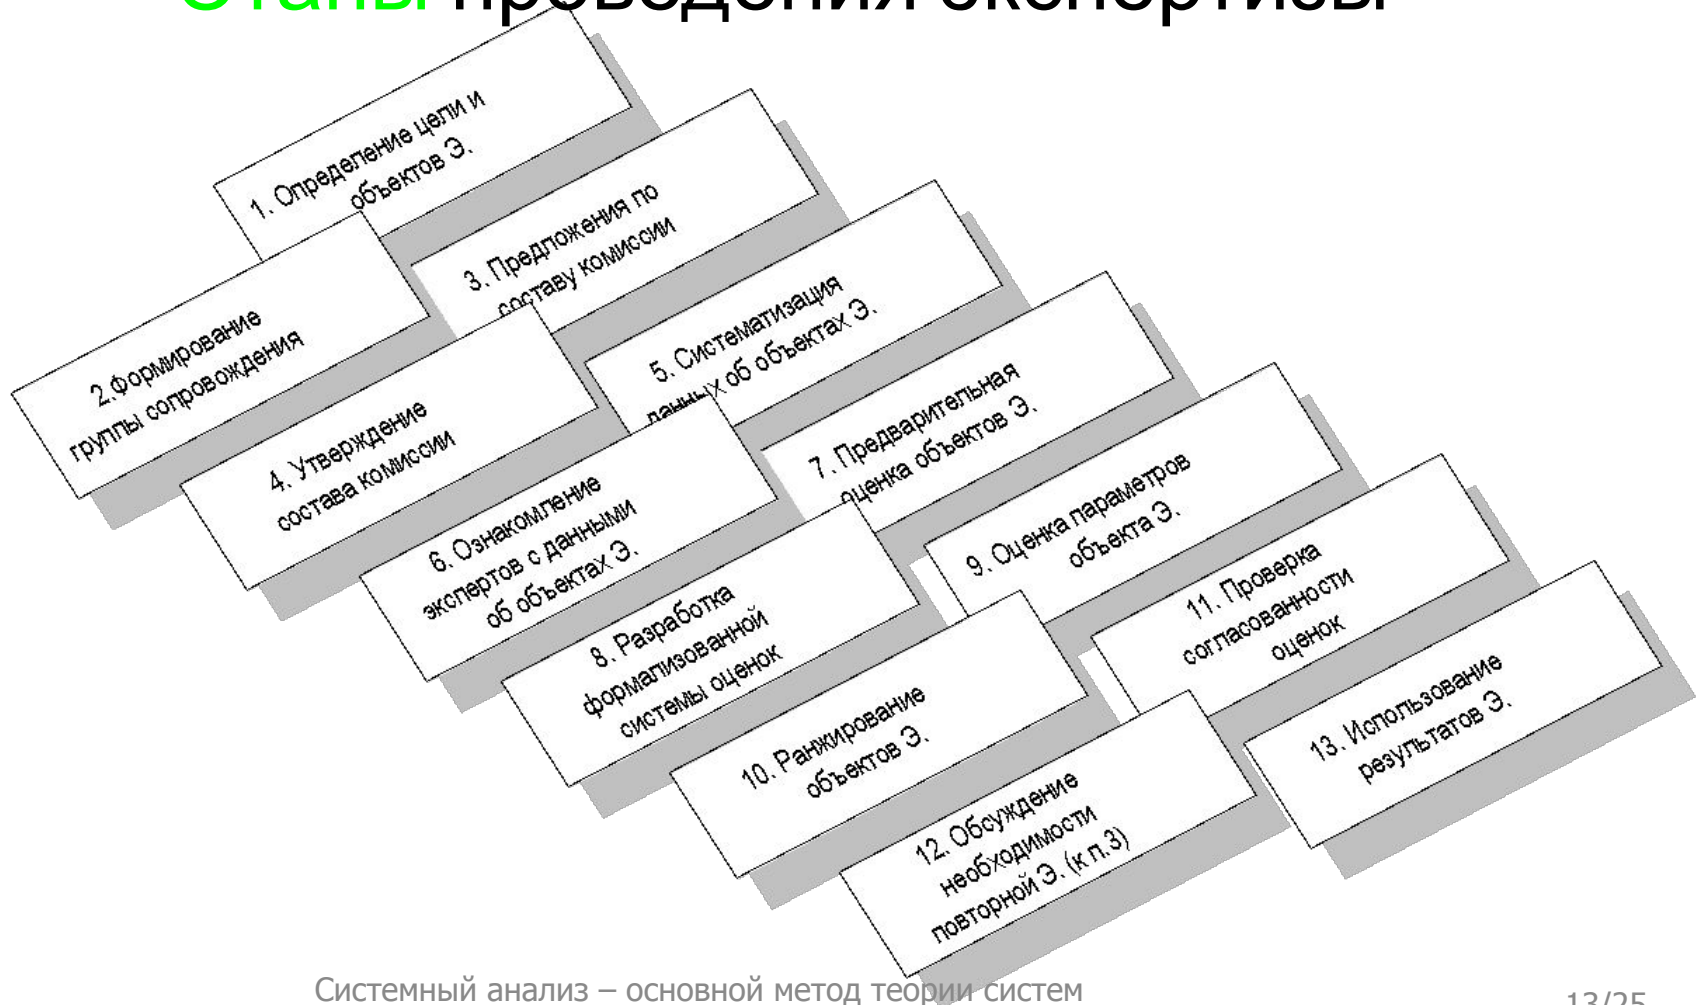 Этапы проведения экспертизы
1. Определение цели и
объектов Э.
2.Формирование
группы сопровождения
3. Предложения по
составу комиссии
4. Утверждение
состава комиссии
5. Систематизация
данных об объектах Э.
6. Ознакомление
экспертов с данными
об объектах Э.
7. Предварительная
оценка объектов Э.
8. Разработка
формализованной
системы оценок
9. Оценка параметров
объекта Э.
10. Ранжирование
объектов Э.
11. Проверка
согласованности
оценок
12. Обсуждение
необходимости
повторной Э. (к п.3)
13. Использование
результатов Э.
Системный анализ – основной метод теории систем
13/25